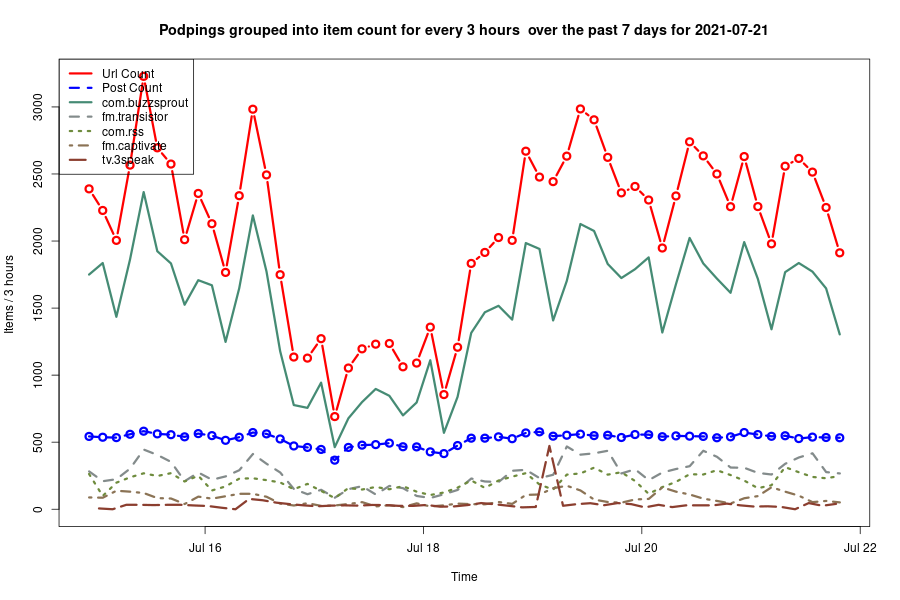 Podpings grouped into item count for every 3 hours  over the past 7 days for 2021-07-21
Url Count
Post Count
com.buzzsprout
fm.transistor
com.rss
fm.captivate
tv.3speak
Items / 3 hours
3000
2500
2000
1500
1000
500
0
Jul 16
Jul 18
Jul 20
Jul 22
Time